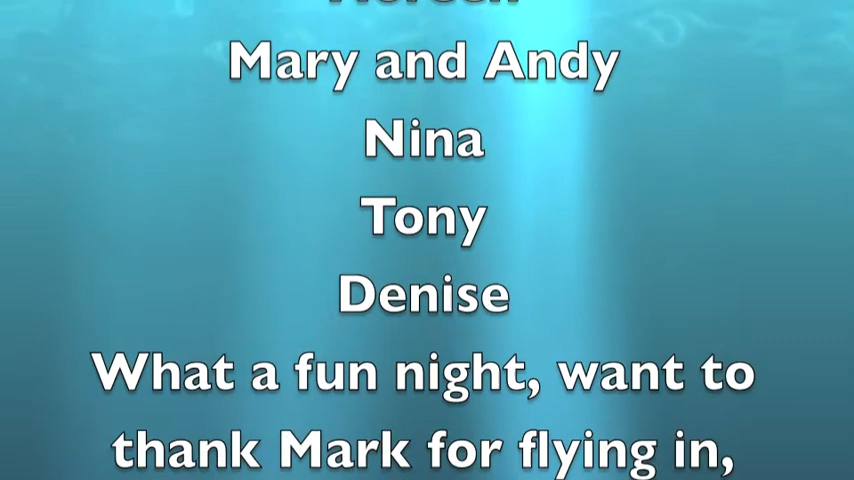 Mary and Andy
Nina
Tony
Denise
What a fun night, want to
thank Mark for flying in,